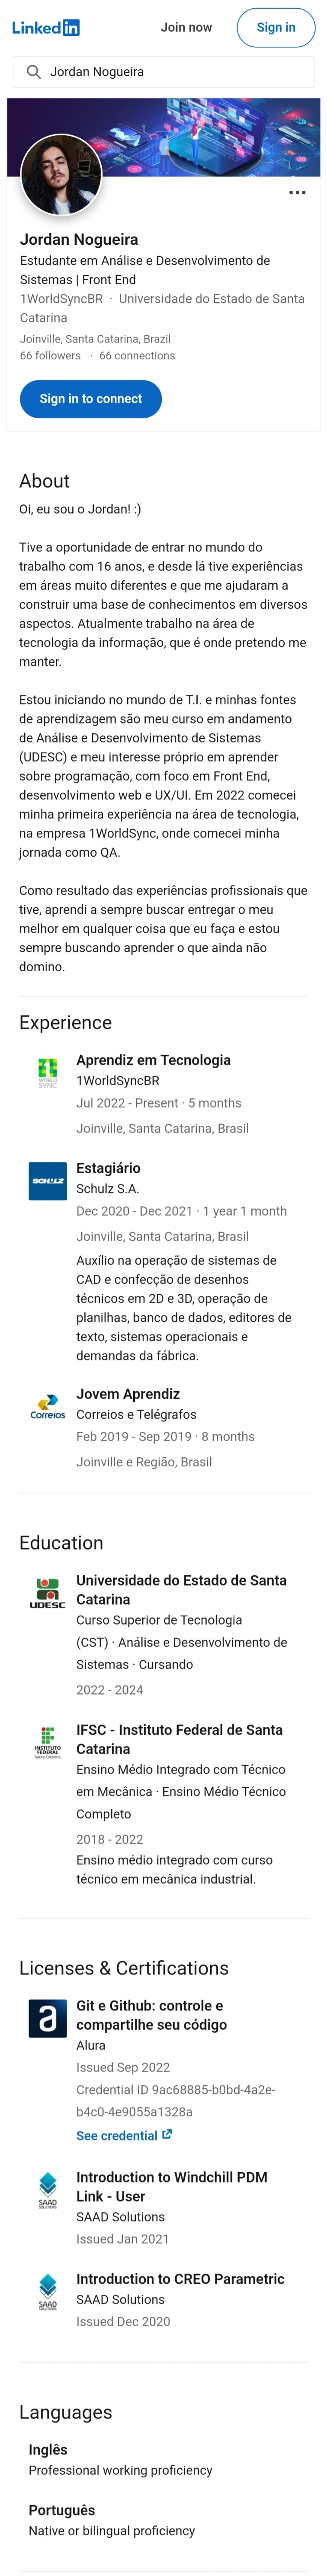 LinkedIn
Join now
Sign in
Jordan Nogueira
Jordan Nogueira
Estudante em Análise e Desenvolvimento de
Sistemas | Front End
1WorldSyncBR · Universidade do Estado de Santa
Catarina
Joinville, Santa Catarina, Brazil
66 followers · 66 connections
Sign in to connect
About
Oi, eu sou o Jordan! :)
Tive a oportunidade de entrar no mundo do
trabalho com 16 anos, e desde lá tive experiências
em áreas muito diferentes e que me ajudaram a
construir uma base de conhecimentos em diversos
aspectos. Atualmente trabalho na área de
tecnologia da informação, que é onde pretendo me
manter.
Estou iniciando no mundo de T.I. e minhas fontes
de aprendizagem são meu curso em andamento
de Análise e Desenvolvimento de Sistemas
(UDESC) e meu interesse próprio em aprender
sobre programação, com foco em Front End,
desenvolvimento web e UX/UI. Em 2022 comecei
minha primeira experiência na área de tecnologia,
na empresa 1WorldSync, onde comecei minha
jornada como QA.
Como resultado das experiências profissionais que
tive, aprendi a sempre buscar entregar o meu
melhor em qualquer coisa que eu faça e estou
sempre buscando aprender o que ainda não
domino.
Experience
WORLD
SYNC
Aprendiz em Tecnologia
1WorldSyncBR
Jul 2022 - Present · 5 months
Joinville, Santa Catarina, Brasil
SCHULZ
Estagiário
Schulz S.A.
Dec 2020 - Dec 2021 · 1 year 1 month
Joinville, Santa Catarina, Brasil
Auxílio na operação de sistemas de
CAD e confecção de desenhos
técnicos em 2D e 3D, operação de
planilhas, banco de dados, editores de
texto, sistemas operacionais e
demandas da fábrica.
Correios
Jovem Aprendiz
Correios e Telégrafos
Feb 2019 - Sep 2019 · 8 months
Joinville e Região, Brasil
Education
UDESC
Universidade do Estado de Santa
Catarina
Curso Superior de Tecnologia
(CST) · Análise e Desenvolvimento de
Sistemas · Cursando
2022 - 2024
INSTITUTO
FEDERAL
Santa Catarina
IFSC - Instituto Federal de Santa
Catarina
Ensino Médio Integrado com Técnico
em Mecânica · Ensino Médio Técnico
Completo
2018 - 2022
Ensino médio integrado com curso
técnico em mecânica industrial.
Licenses & Certifications
a
Git e Github: controle e
compartilhe seu código
Alura
Issued Sep 2022
Credential ID 9ac68885-b0bd-4a2e-
b4c0-4e9055a1328a
See credential
SAAD
SOLUTIONS
Introduction to Windchill PDM
Link - User
SAAD Solutions
Issued Jan 2021
SAAD
SOLUTIONS
Introduction to CREO Parametric
SAAD Solutions
Issued Dec 2020
Languages
Inglês
Professional working proficiency
Português
Native or bilingual proficiency